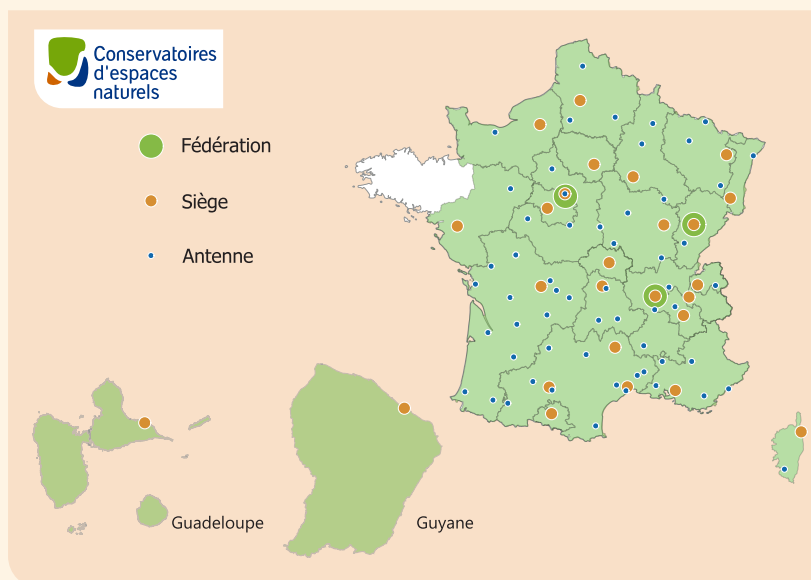 Conservatoires
d'espaces
naturels
Fédération
Siège
Antenne
Guadeloupe
Guyane